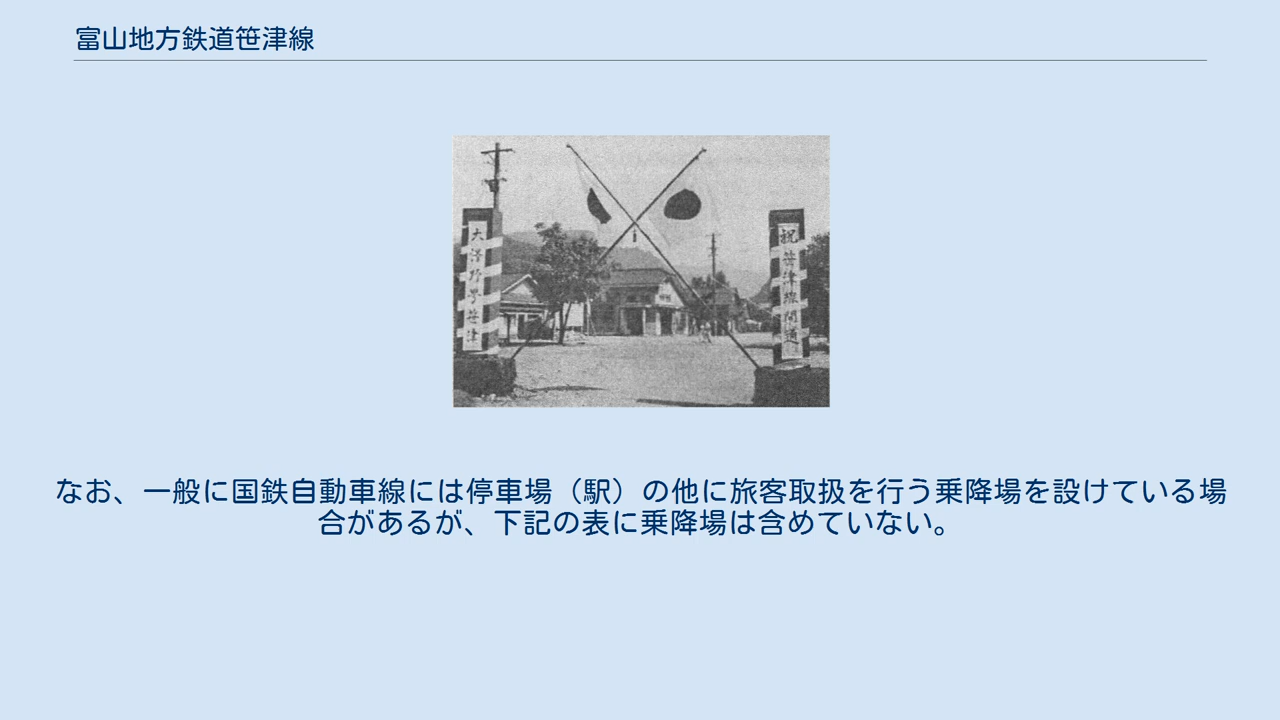 富山地方鉄道笹津線
大澤野界笹津
祝笹津線開通
なお、一般に国鉄自動車線には停車場（駅）の他に旅客取扱を行う乗降場を設けている場
合があるが、下記の表に乗降場は含めていない。